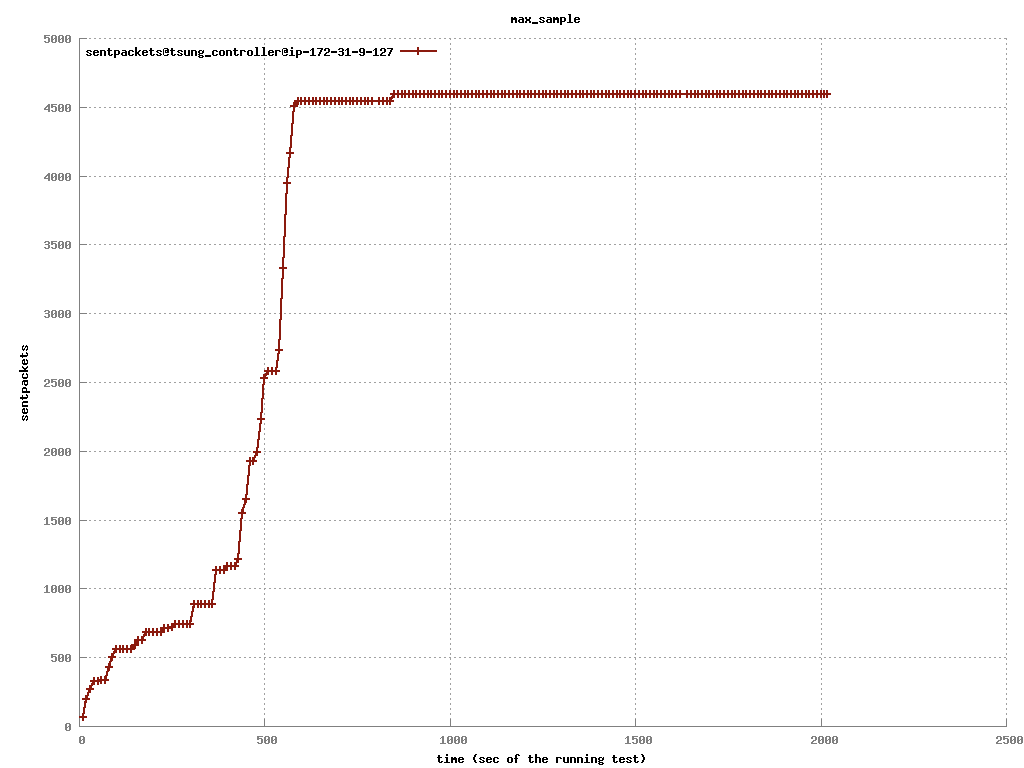 max_sample
sentpackets@tsung_controller@ip-172-31-9-127
5000
4500
4000
3500
3000
2500
2000
1500
1000
500
0
sentpackets
0 500 1000 1500 2000 2500
time (sec of the running test)